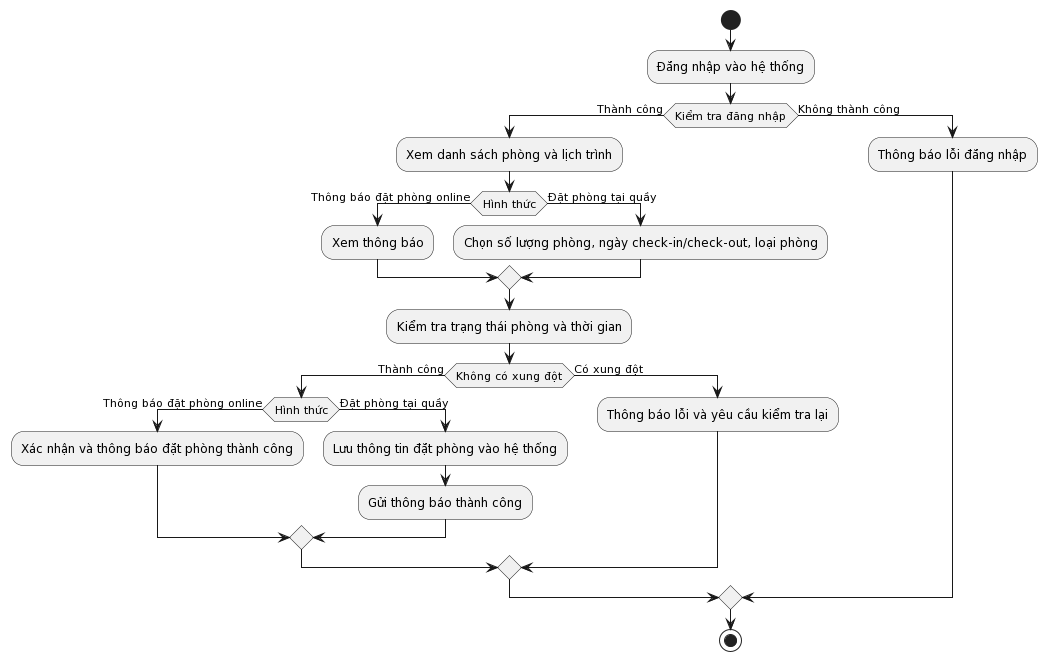 Đăng nhập vào hệ thống
Thành công
Kiểm tra đăng nhập
Không thành công
Xem danh sách phòng và lịch trình
Thông báo lỗi đăng nhập
Thông báo đặt phòng online
Hình thức
Đặt phòng tại quầy
Xem thông báo
Chọn số lượng phòng, ngày check-in/check-out, loại phòng
Kiểm tra trạng thái phòng và thời gian
Thành công
Không có xung đột
Có xung đột
Thông báo đặt phòng online
Hình thức
Đặt phòng tại quầy
Thông báo lỗi và yêu cầu kiểm tra lại
Xác nhận và thông báo đặt phòng thành công
Lưu thông tin đặt phòng vào hệ thống
Gửi thông báo thành công